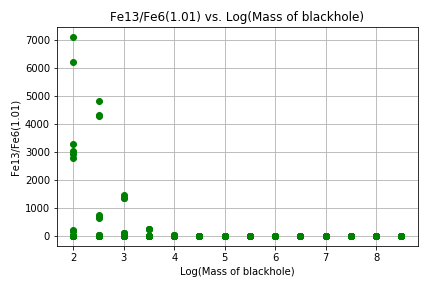 Fe13/Fe6(1.01) vs. Log(Mass of blackhole)
7000
6000
5000
4000
3000
2000
1000
0
Fe13/Fe6(1.01)
2 3 4 5 6 7 8
Log(Mass of blackhole)